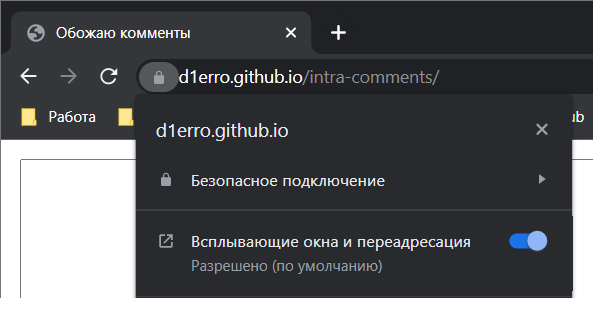 Обожаю комменты
d1erro.github.io/intra-comments/
Работа
ub
d1erro.github.io
Безопасное подключение
Всплывающие окна и переадресация
Разрешено (по умолчанию)